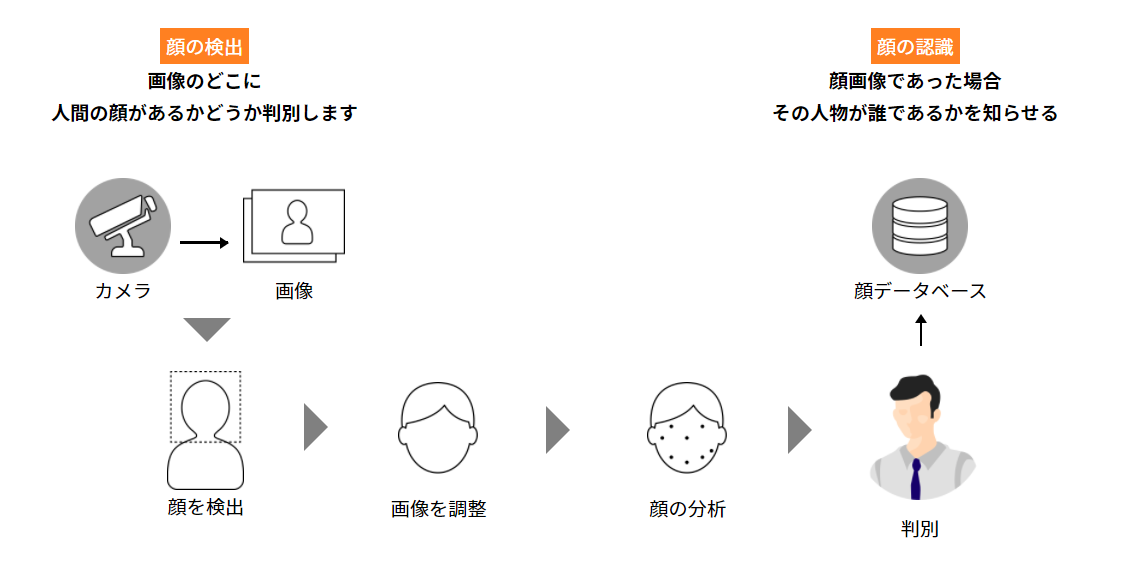 顔の検出
画像のどこに
人間の顔があるかどうか判別します
顔の認識
顔画像であった場合
その人物が誰であるかを知らせる
カメラ
画像
顔データベース
顔を検出
画像を調整
顔の分析
判別